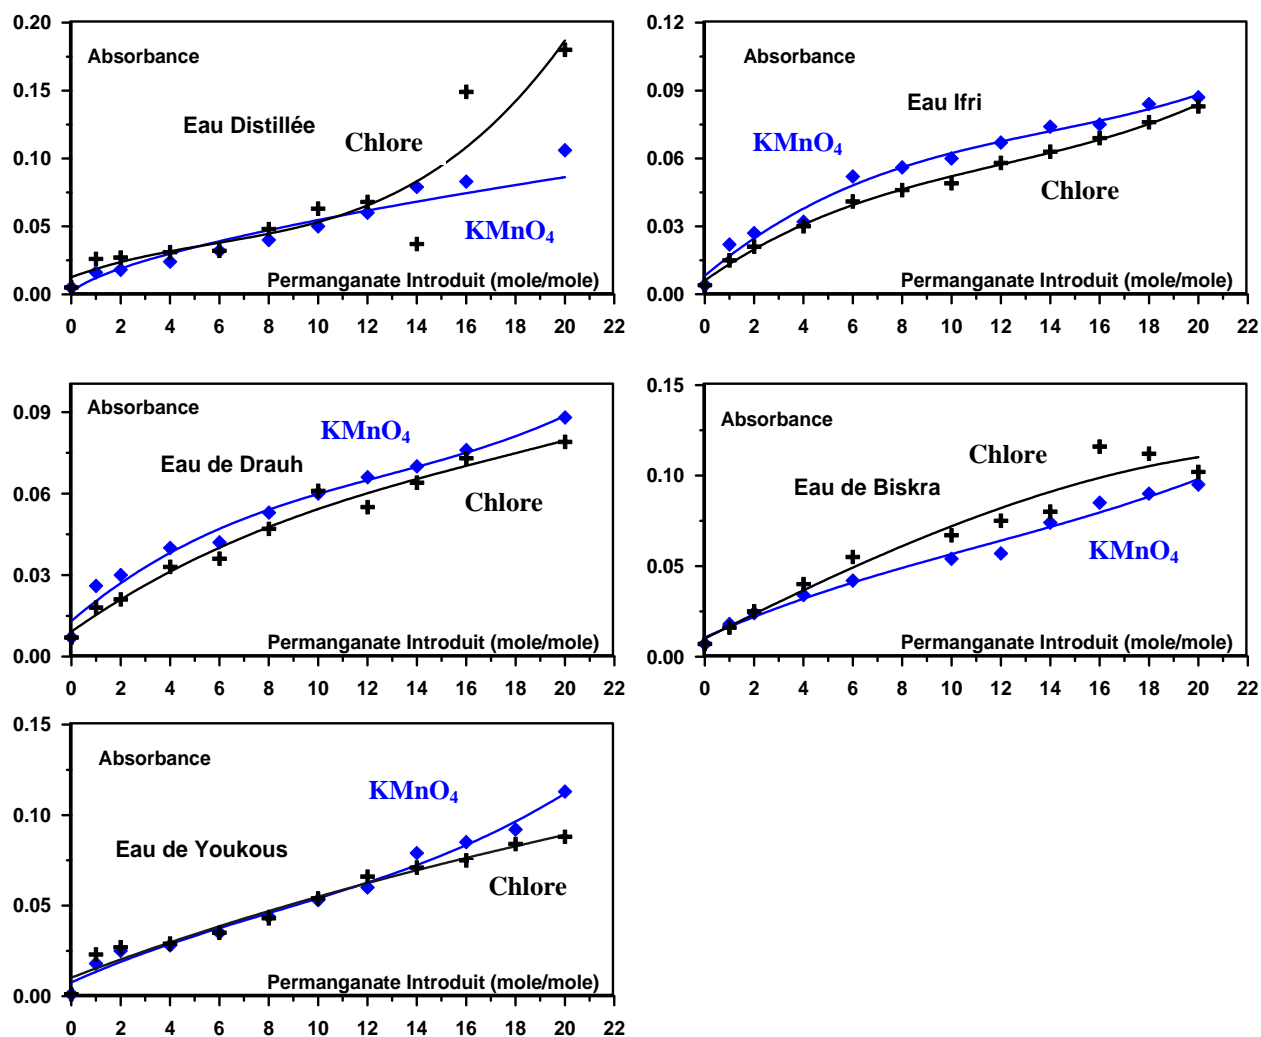 0.20
Absorbance
0.15
Eau Distillée
Chlore
0.10
0.05
KMnO4
Permanganate Introduit (mole/mole)
0.00
0 2 4 6 8 10 12 14 16 18 20 22
0.12
Absorbance
0.09
Eau Ifri
KMnO4
0.06
Chlore
0.03
Permanganate Introduit (mole/mole)
0.00
0 2 4 6 8 10 12 14 16 18 20 22
Absorbance
0.09
KMnO4
Eau de Drauh
0.06
Chlore
0.03
Permanganate Introduit (mole/mole)
0.00
0 2 4 6 8 10 12 14 16 18 20 22
0.15
Absorbance
Chlore
0.10
Eau de Biskra
KMnO4
0.05
Permanganate Introduit (mole/mole)
0.00
0 2 4 6 8 10 12 14 16 18 20 22
0.15
Absorbance
KMnO4
0.10
Eau de Youkous
Chlore
0.05
Permanganate Introduit (mole/mole)
0.00
0 2 4 6 8 10 12 14 16 18 20 22